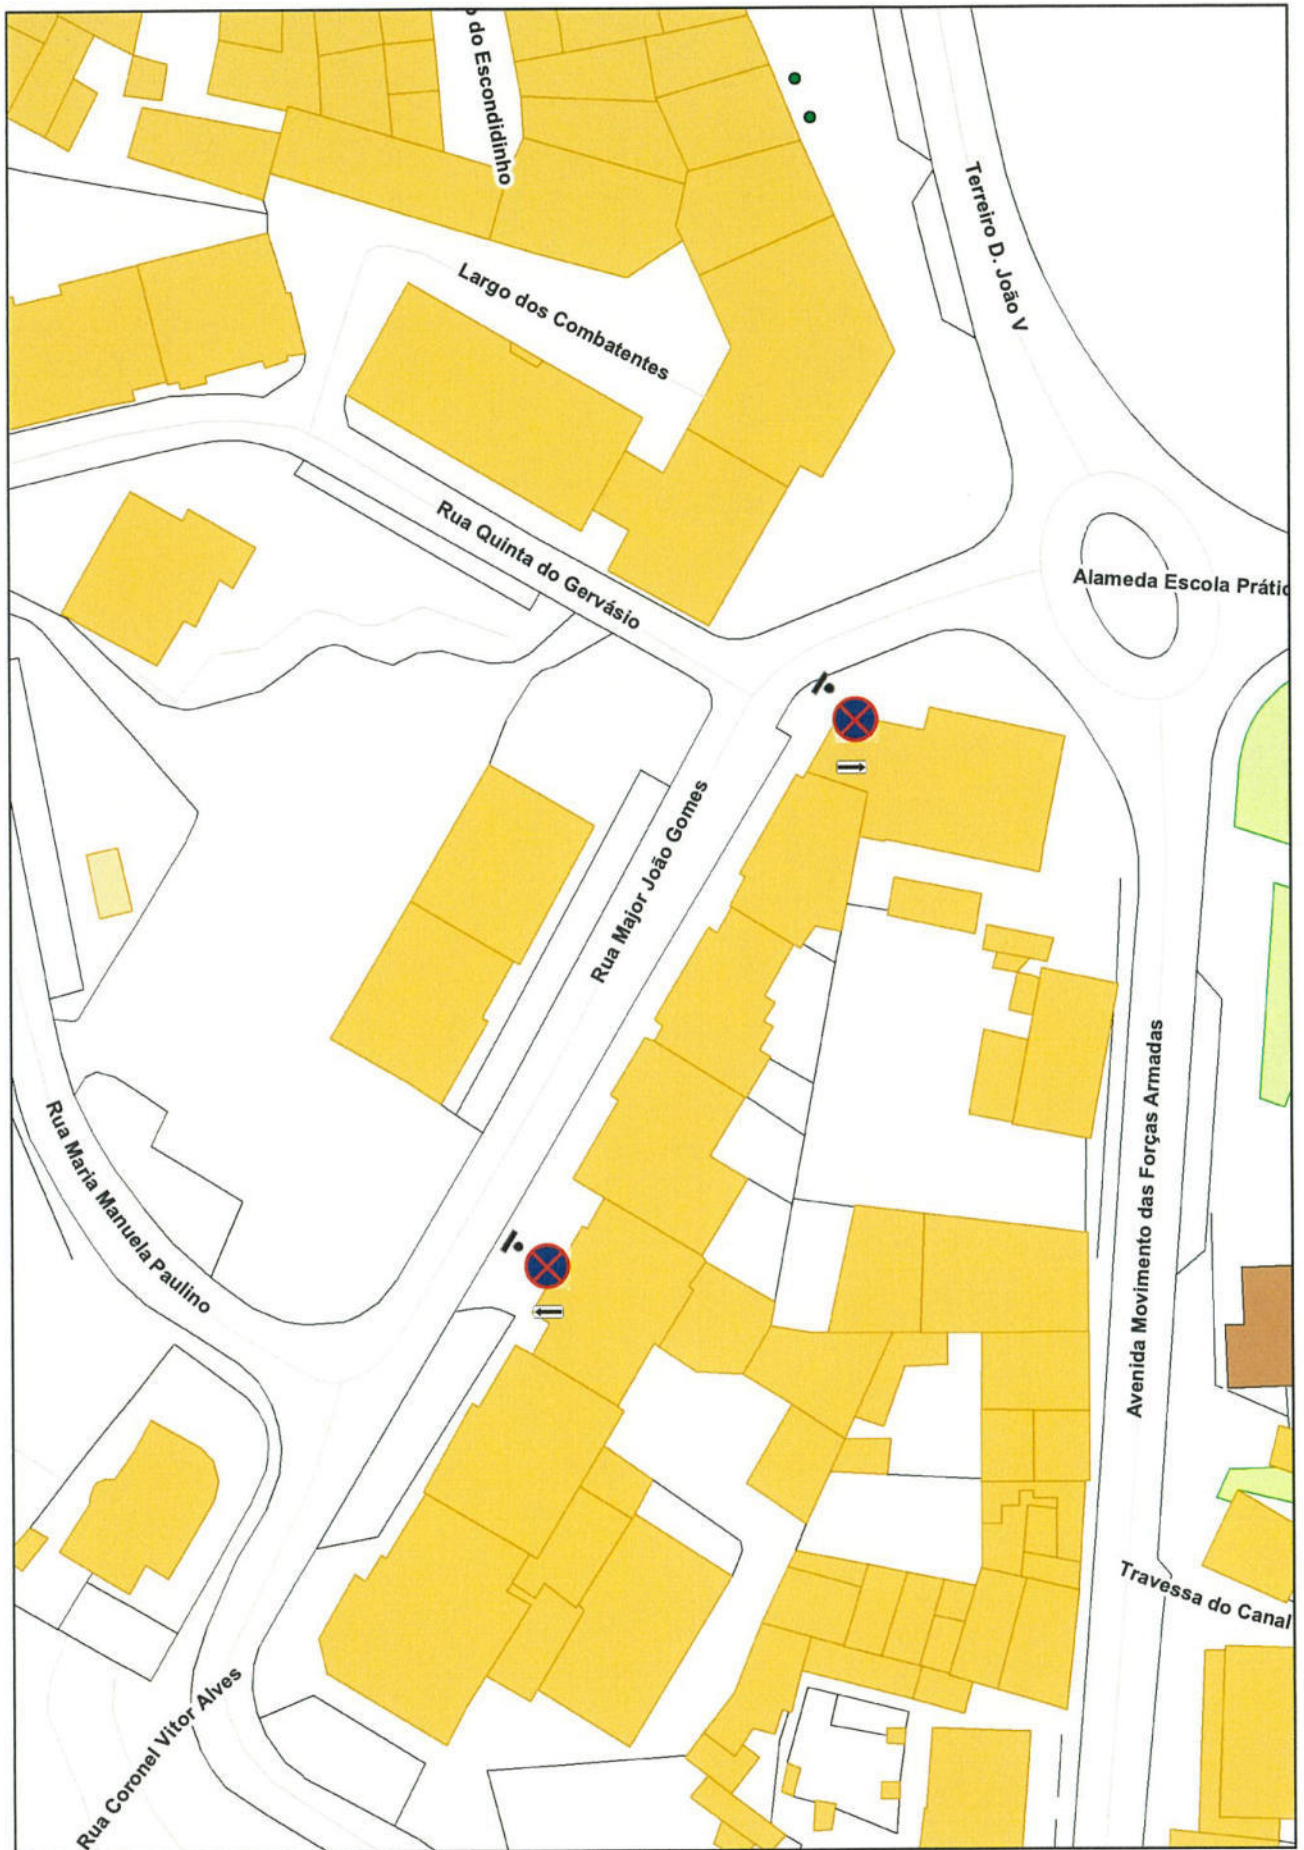 o do Escondidinho
Terreiro D. João V
Largo dos Combatentes
Rua Quinta do Gervásio
Alameda Escola Prátic
Rua Major João Gomes
Rua Maria Manuela Paulino
Avenida Movimento das Forças Armadas
Travessa do Canal
Rua Coronel Vitor Alves